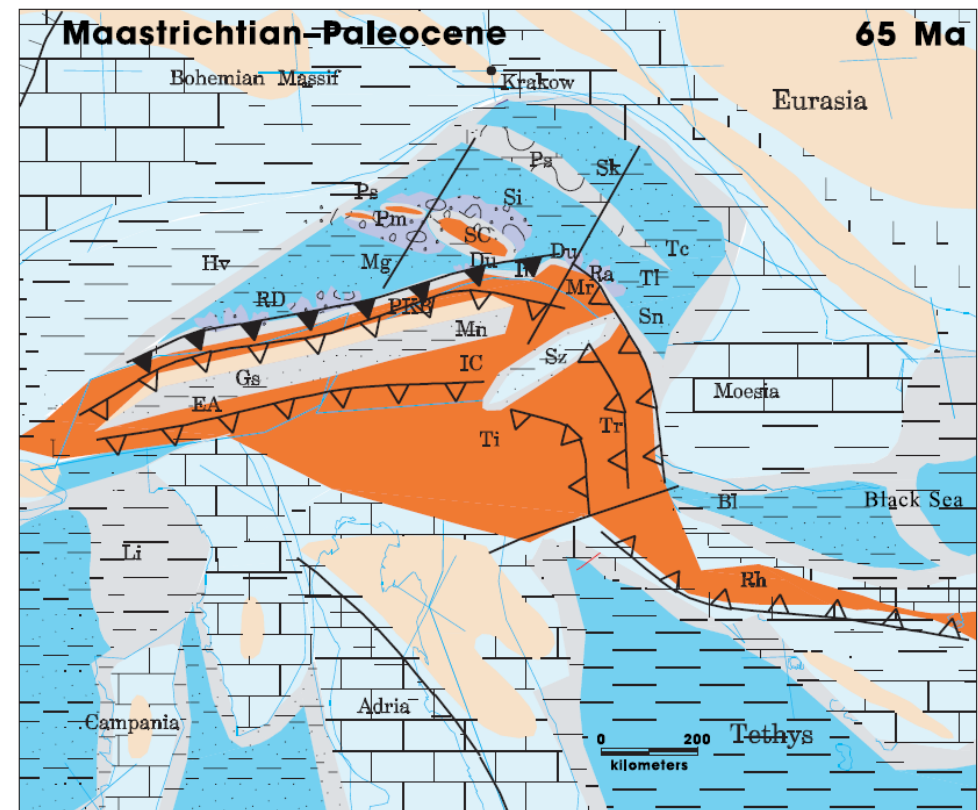 Maastrichtian–Paleocene
65 Ma
Bohemian Massif
Krakow
Eurasia
Ps
Sk
Ps
Si
Pm
SC
Tc
Hv
Mg
Du
Du
Ra
Tl
RD
Mr
PKB
Sn
Mn
Sz
IC
Gs
Moesia
EA
Ti
Tr
Bl
Black Sea
Li
Rh
Adria
Campania
Tethys
0 200
kilometers